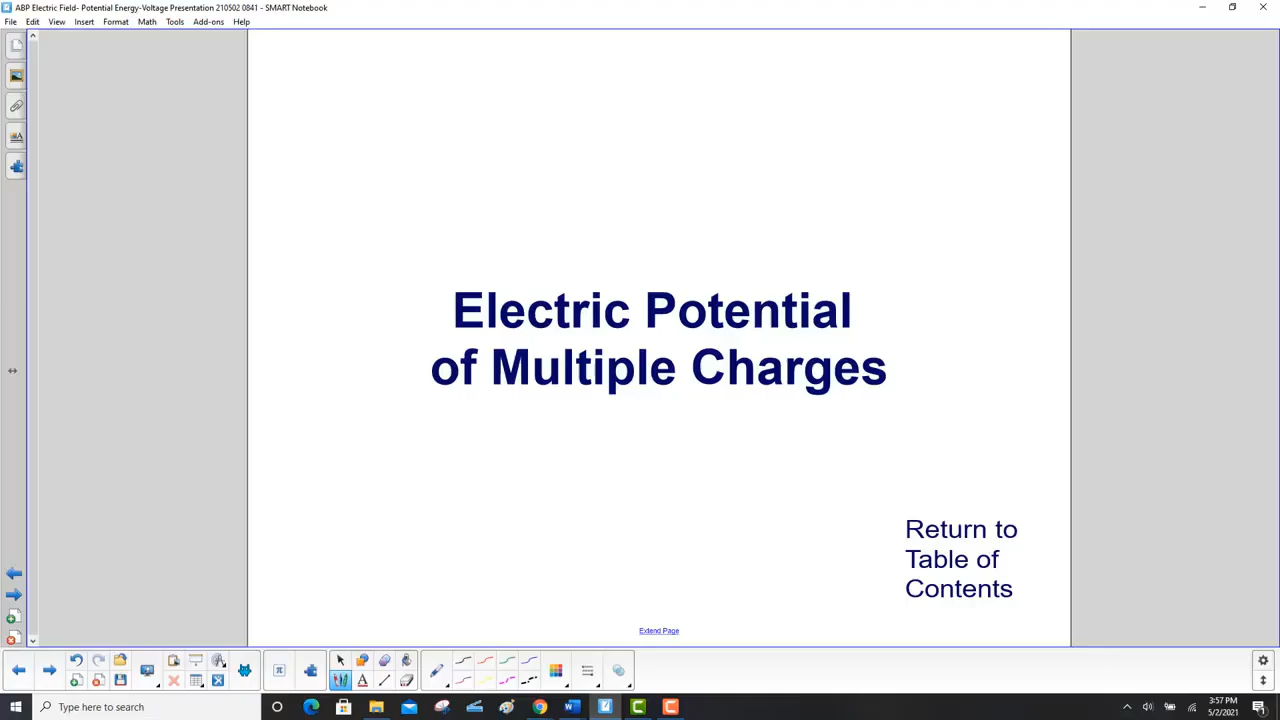 ABP Electric Field- Potential Energy-Voltage Presentation 210502 0841 - SMART Notebook
File Edit View Insert Format Math Tools Add-ons Help
Electric Potential
of Multiple Charges
Return to
Table of
Contents
Extend Page
Type here to search
3:57 PM
5/2/2021